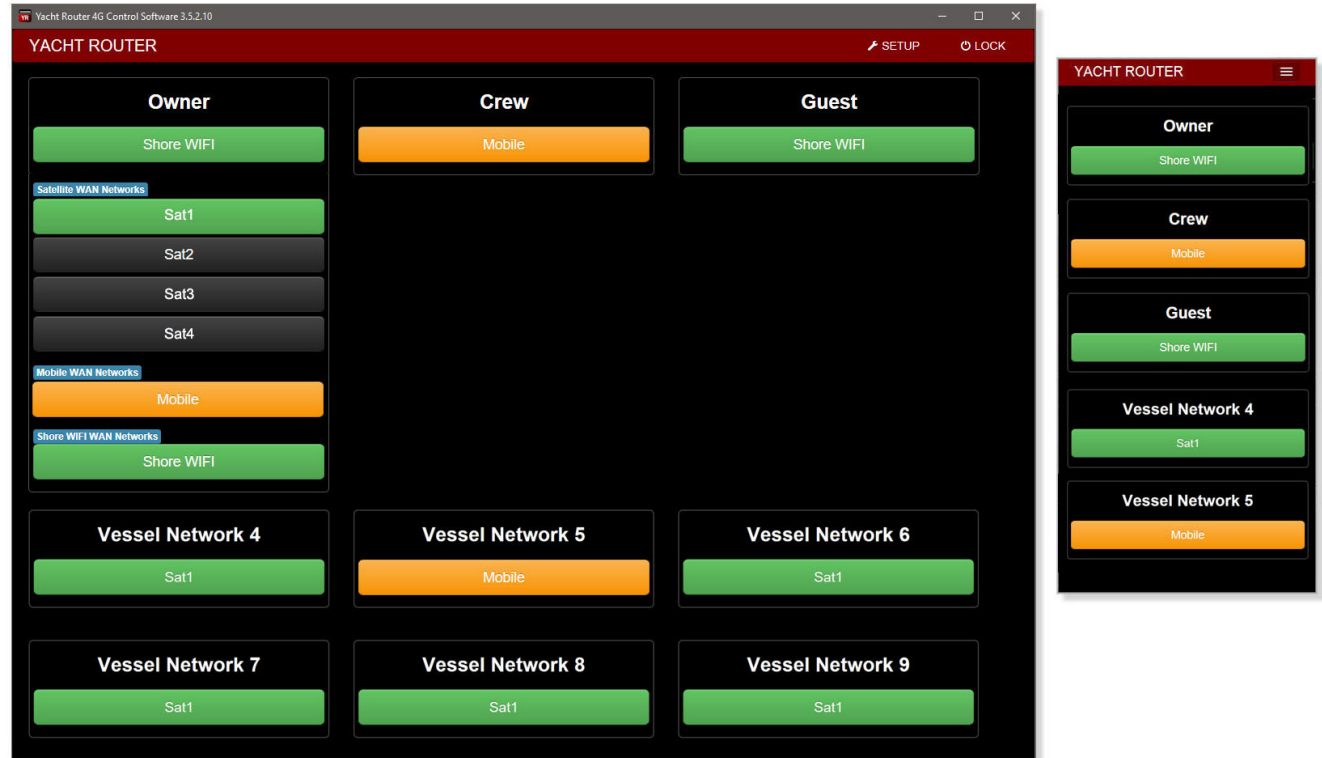 YR Yacht Router 4G Control Software 3.5.2.10
YACHT ROUTER SETUP LOCK
Owner Crew Guest
Shore WIFI Mobile Shore WIFI
Satellite WAN Networks
Sat1
Sat2
Sat3
Sat4
Mobile WAN Networks
Mobile
Shore WIFI WAN Networks
Shore WIFI
Vessel Network 4 Vessel Network 5 Vessel Network 6
Sat1 Mobile Sat1
Vessel Network 7 Vessel Network 8 Vessel Network 9
Sat1 Sat1 Sat1
YACHT ROUTER
Owner
Shore WIFI
Crew
Mobile
Guest
Shore WIFI
Vessel Network 4
Sat1
Vessel Network 5
Mobile